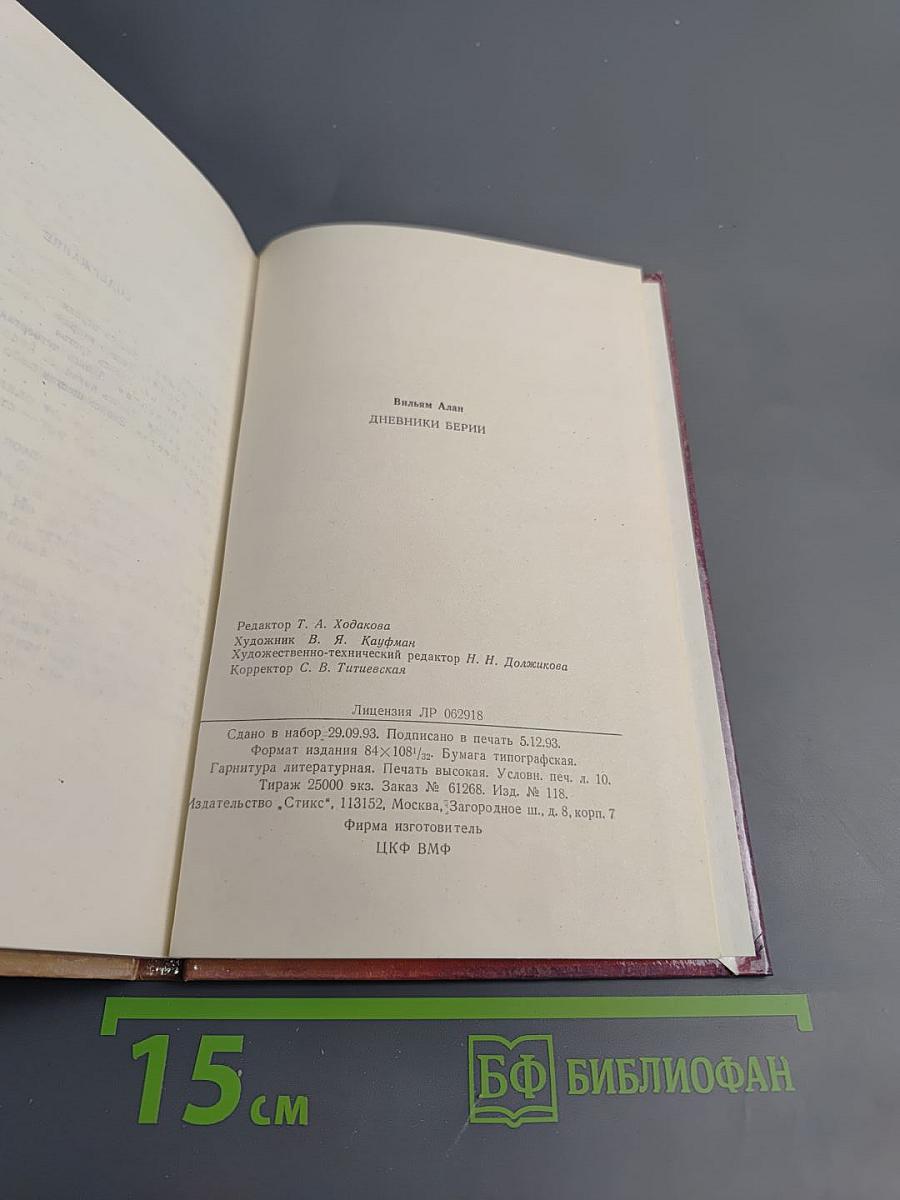 Вильям Алан
ДНЕВНИКИ БЕРИИ
Редактор Т. А. Ходакова
Художник В. Я. Кауфман
Художественно-технический редактор Н. Н. Должикова
Корректор С. В. Титиевская
Лицензия ЛР 062918
Сдано в набор 29.09.93. Подписано в печать 5.12.93.
Формат издания 84×108¹/₃₂. Бумага типографская.
Гарнитура литературная. Печать высокая. Условн. печ. л. 10.
Тираж 25000 экз. Заказ № 61268. Изд. № 118.
Издательство „Стикс“, 113152, Москва, Загородное ш., д. 8, корп. 7
Фирма изготовитель
ЦКФ ВМФ
15 см
БФ БИБЛИОФАН